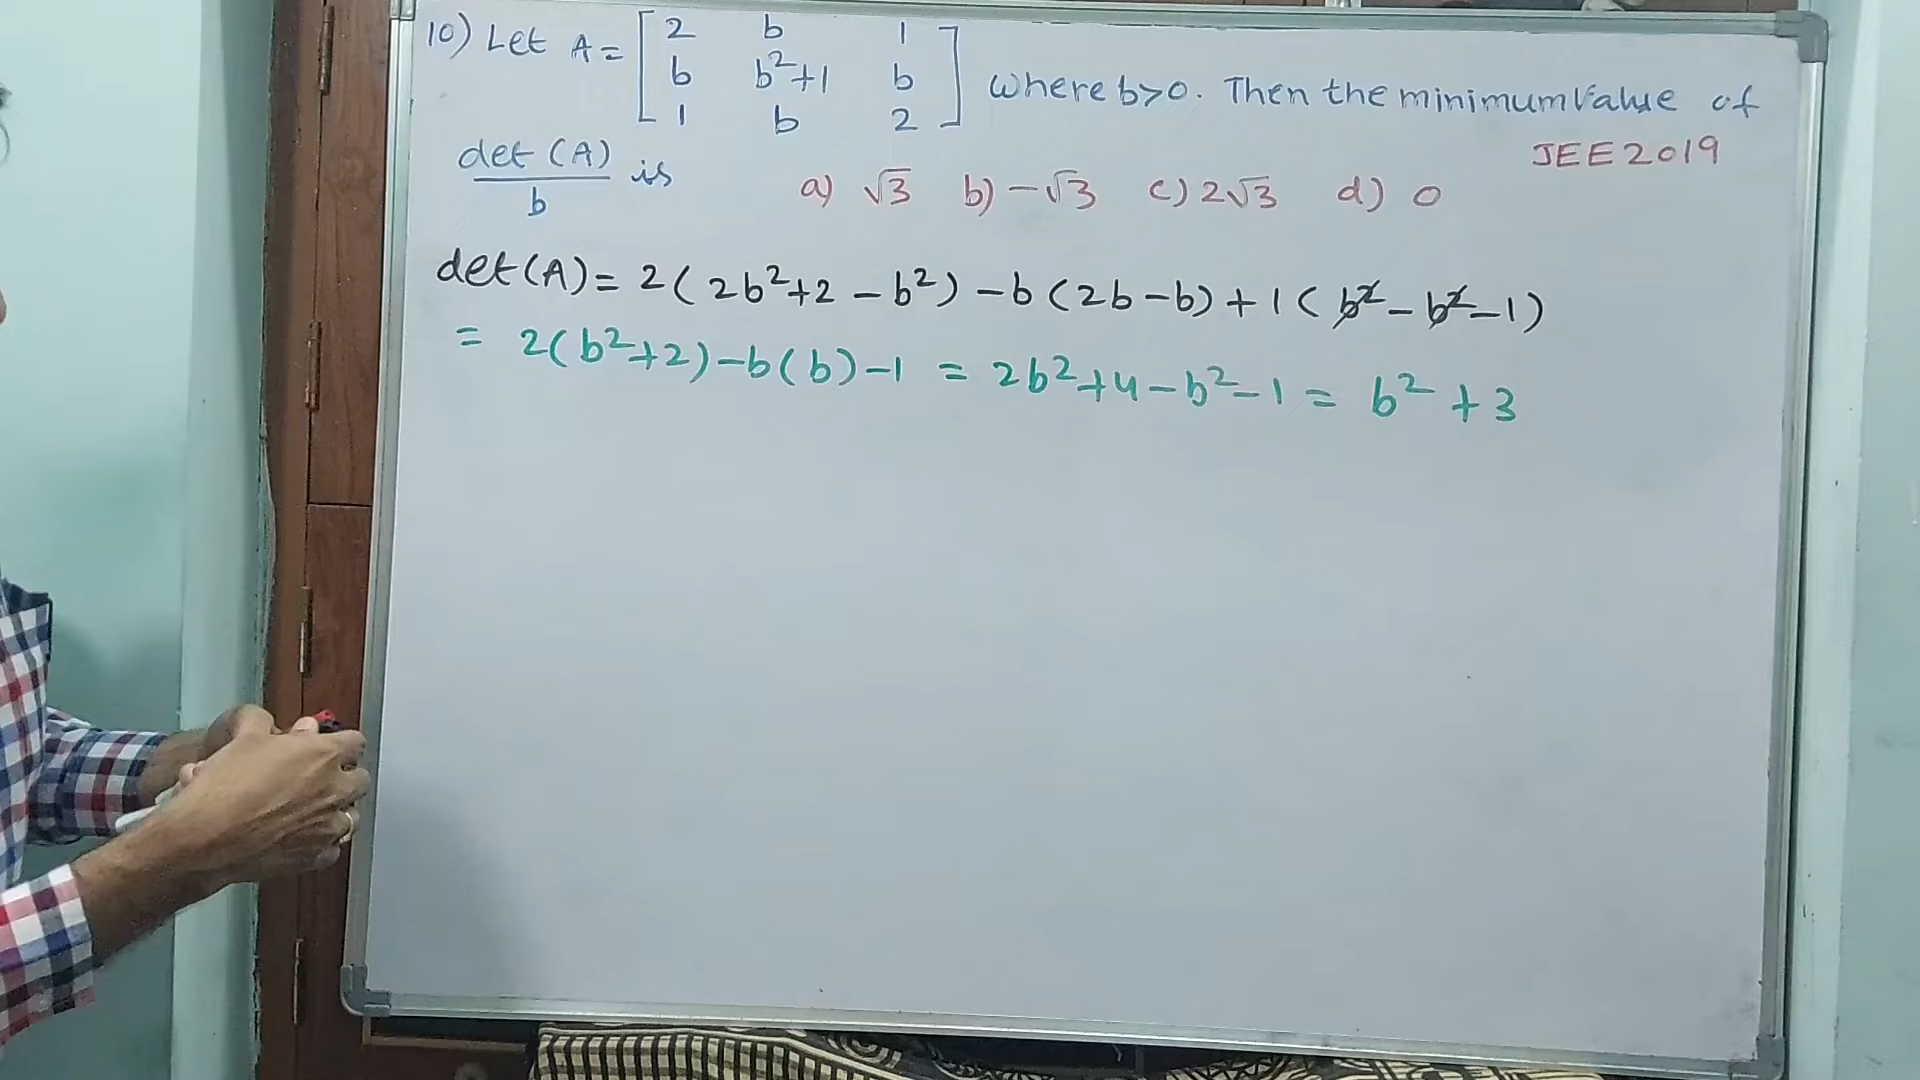 10) Let A = [ 2 b 1
b b²+1 b
1 b 2 ] where b>0. Then the minimum value of
det (A) / b is
JEE 2019
a) √3 b) -√3 c) 2√3 d) 0
det (A) = 2 ( 2b²+2 - b² ) - b ( 2b - b ) + 1 ( b² - b² - 1 )
= 2 ( b²+2 ) - b ( b ) - 1 = 2b²+4 - b² - 1 = b² + 3